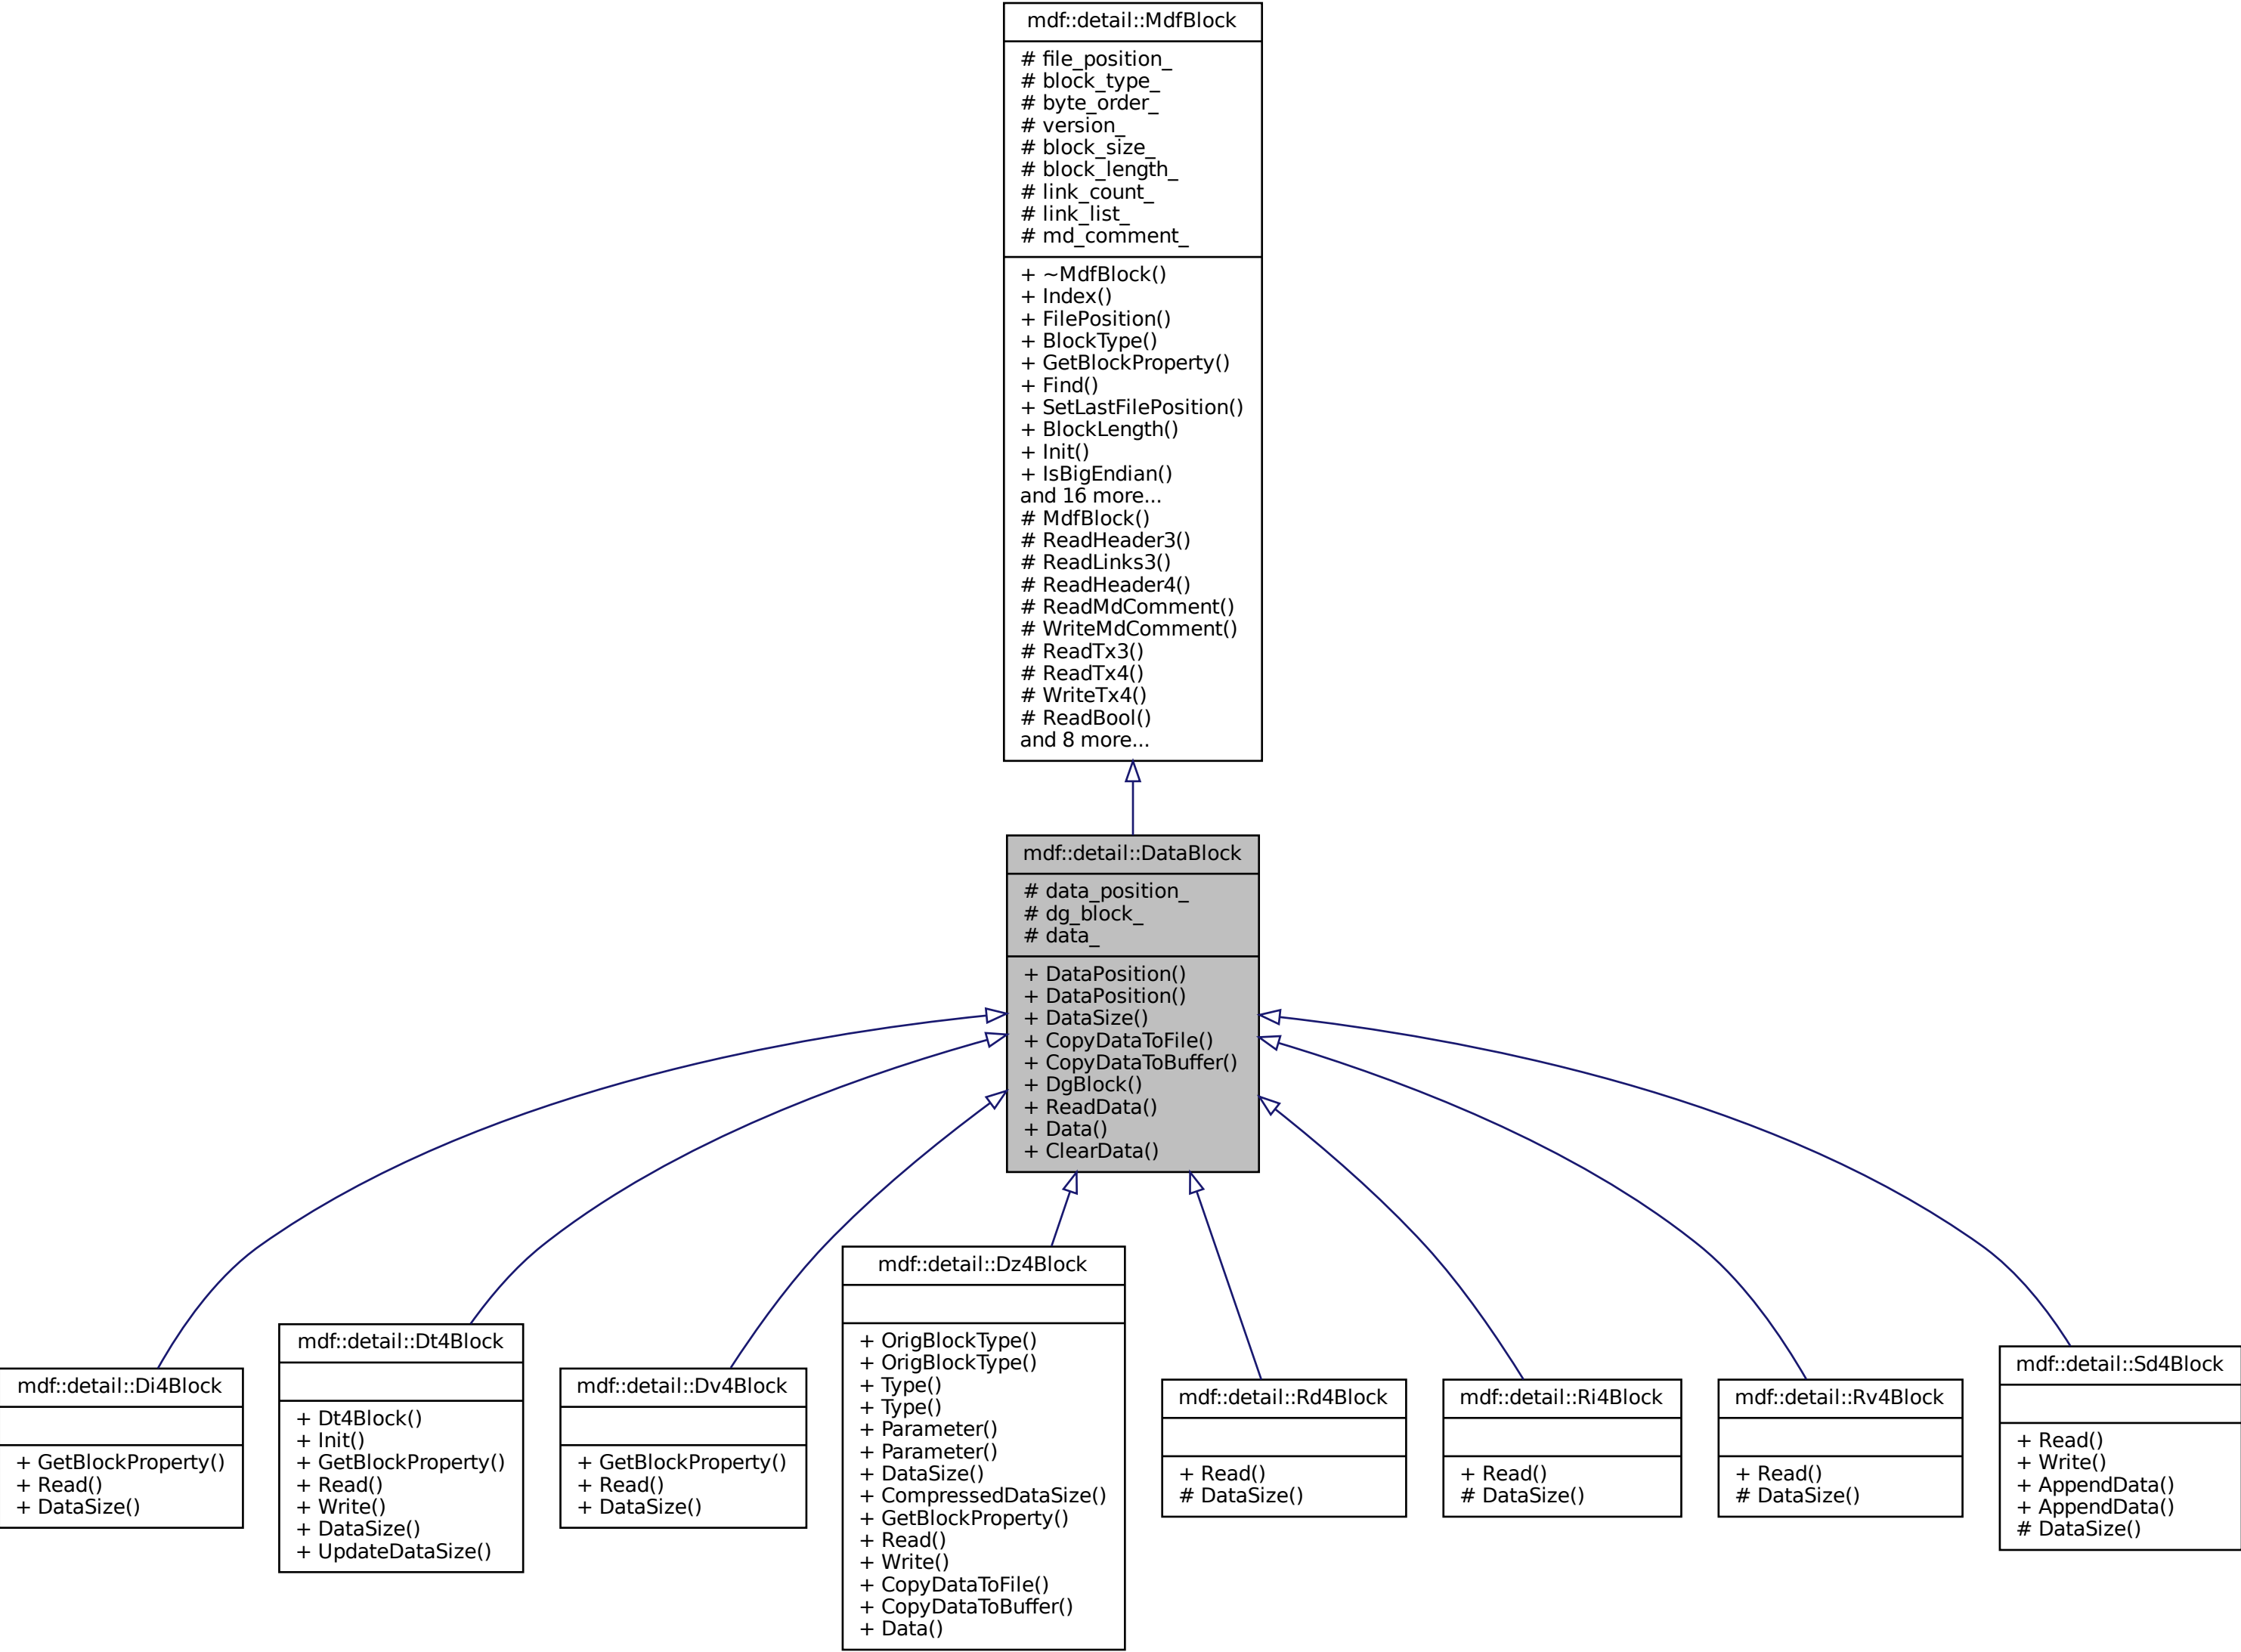 mdf::detail::MdfBlock
# file_position_
# block_type_
# byte_order_
# version_
# block_size_
# block_length_
# link_count_
# link_list_
# md_comment_
+ ~MdfBlock()
+ Index()
+ FilePosition()
+ BlockType()
+ GetBlockProperty()
+ Find()
+ SetLastFilePosition()
+ BlockLength()
+ Init()
+ IsBigEndian()
and 16 more...
# MdfBlock()
# ReadHeader3()
# ReadLinks3()
# ReadHeader4()
# ReadMdComment()
# WriteMdComment()
# ReadTx3()
# ReadTx4()
# WriteTx4()
# ReadBool()
and 8 more...
mdf::detail::DataBlock
# data_position_
# dg_block_
# data_
+ DataPosition()
+ DataPosition()
+ DataSize()
+ CopyDataToFile()
+ CopyDataToBuffer()
+ DgBlock()
+ ReadData()
+ Data()
+ ClearData()
mdf::detail::Di4Block
+ GetBlockProperty()
+ Read()
+ DataSize()
mdf::detail::Dt4Block
+ Dt4Block()
+ Init()
+ GetBlockProperty()
+ Read()
+ Write()
+ DataSize()
+ UpdateDataSize()
mdf::detail::Dv4Block
+ GetBlockProperty()
+ Read()
+ DataSize()
mdf::detail::Dz4Block
+ OrigBlockType()
+ OrigBlockType()
+ Type()
+ Type()
+ Parameter()
+ Parameter()
+ DataSize()
+ CompressedDataSize()
+ GetBlockProperty()
+ Read()
+ Write()
+ CopyDataToFile()
+ CopyDataToBuffer()
+ Data()
mdf::detail::Rd4Block
+ Read()
# DataSize()
mdf::detail::Ri4Block
+ Read()
# DataSize()
mdf::detail::Rv4Block
+ Read()
# DataSize()
mdf::detail::Sd4Block
+ Read()
+ Write()
+ AppendData()
+ AppendData()
# DataSize()